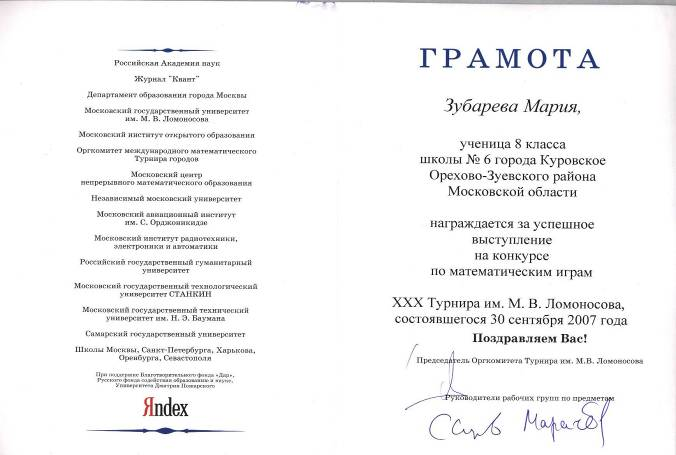 Российская Академия наук
Журнал "Квант"
Департамент образования города Москвы
Московский государственный университет
им. М. В. Ломоносова
Московский институт открытого образования
Оргкомитет международного математического
Турнира городов
Московский центр
непрерывного математического образования
Независимый московский университет
Московский авиационный институт
им. С. Орджоникидзе
Московский институт радиотехники,
электроники и автоматики
Российский государственный гуманитарный
университет
Московский государственный технологический
университет СТАНКИН
Московский государственный технический
университет им. Н. Э. Баумана
Самарский государственный университет
Школы Москвы, Санкт-Петербурга, Харькова,
Оренбурга, Севастополя
При поддержке Благотворительного фонда «Дар»,
Русского фонда содействия образованию и науке,
Университета Дмитрия Пожарского
Яndex
ГРАМОТА
Зубарева Мария,
ученица 8 класса
школы № 6 города Куровское
Орехово-Зуевского района
Московской области
награждается за успешное
выступление
на конкурсе
по математическим играм
XXX Турнира им. М. В. Ломоносова,
состоявшегося 30 сентября 2007 года
Поздравляем Вас!
Председатель Оргкомитета Турнира им. М.В. Ломоносова
Руководители рабочих групп по предметам